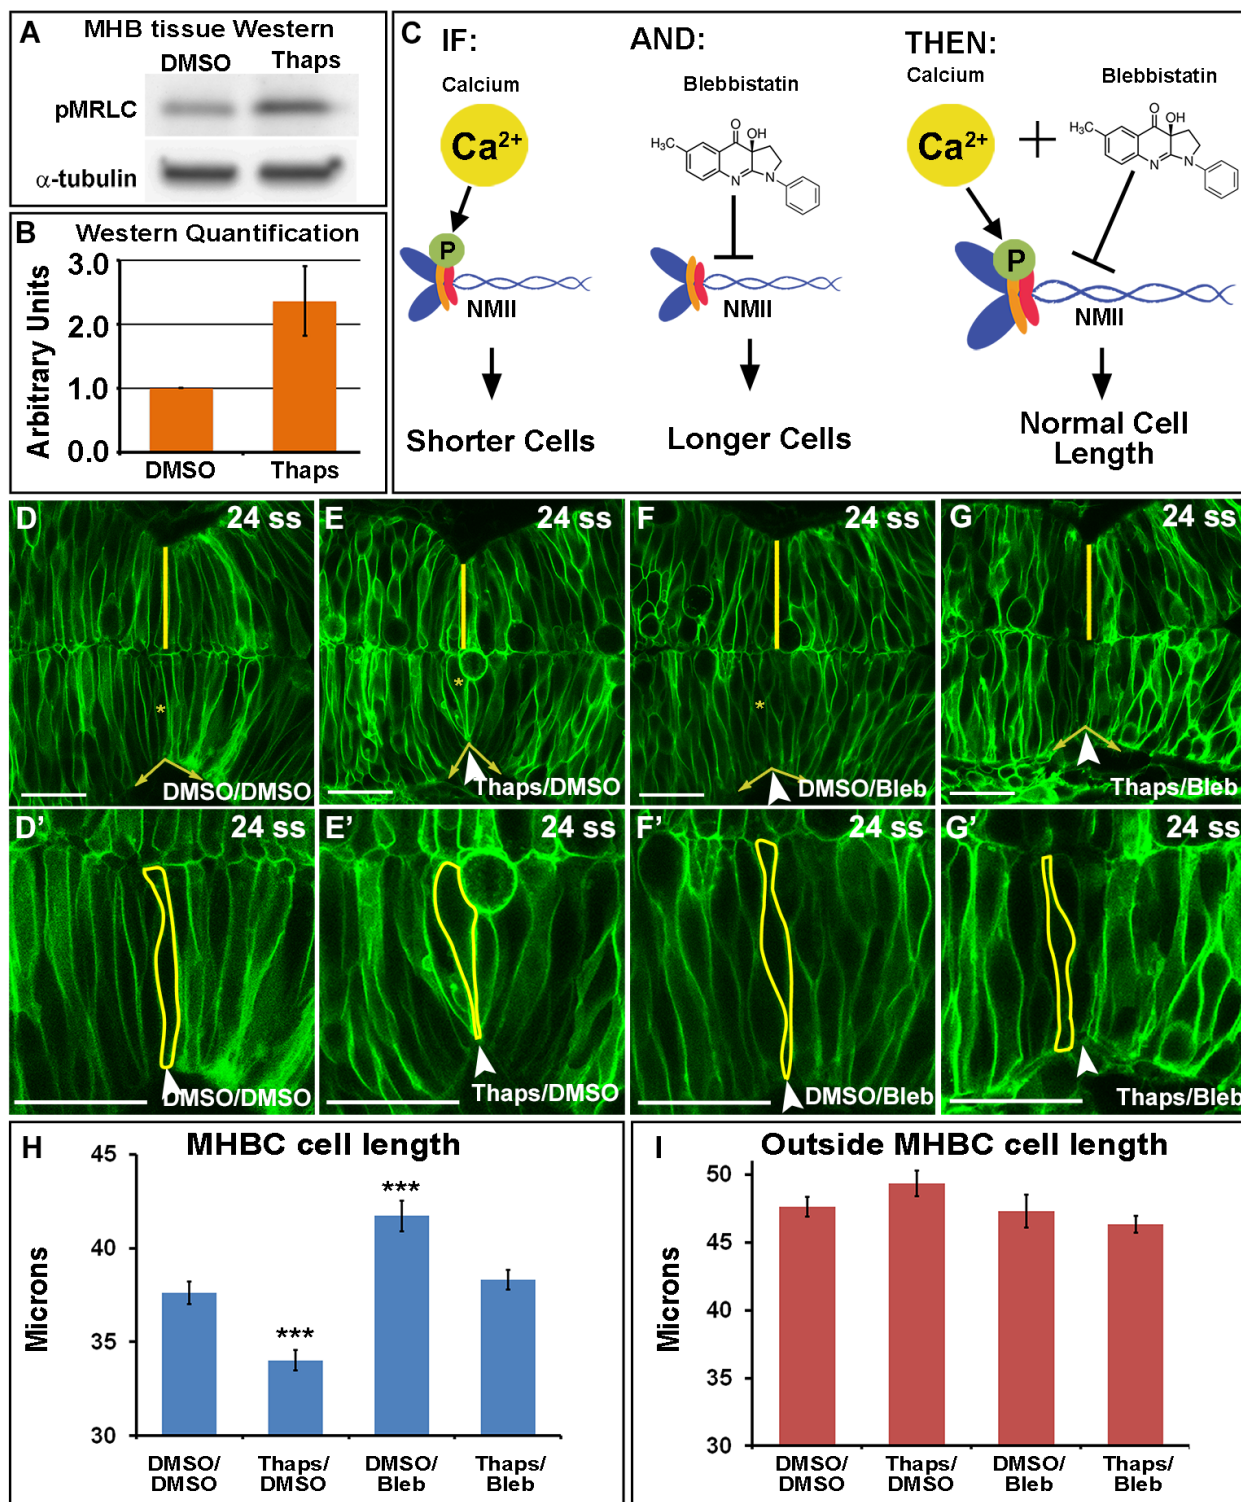 A
MHB tissue Western
DMSO Thaps
pMRLC
α-tubulin
B
Western Quantification
Arbitrary Units
3.0
2.0
1.0
0.0
DMSO Thaps
C IF: AND: THEN:
Calcium Blebbistatin Calcium Blebbistatin
Ca²⁺
P
NMII
Shorter Cells
H₃C
O
OH
N
N
NMII
Longer Cells
Ca²⁺
+
H₃C
O
OH
N
N
P
NMII
Normal Cell
Length
D 24 ss
*
DMSO/DMSO
E 24 ss
*
Thaps/DMSO
F 24 ss
*
DMSO/Bleb
G 24 ss
Thaps/Bleb
D' 24 ss
DMSO/DMSO
E' 24 ss
Thaps/DMSO
F' 24 ss
DMSO/Bleb
G' 24 ss
Thaps/Bleb
H
MHBC cell length
Microns
45
40
35
30
***
***
DMSO/
DMSO
Thaps/
DMSO
DMSO/
Bleb
Thaps/
Bleb
I
Outside MHBC cell length
Microns
50
45
40
35
30
DMSO/
DMSO
Thaps/
DMSO
DMSO/
Bleb
Thaps/
Bleb